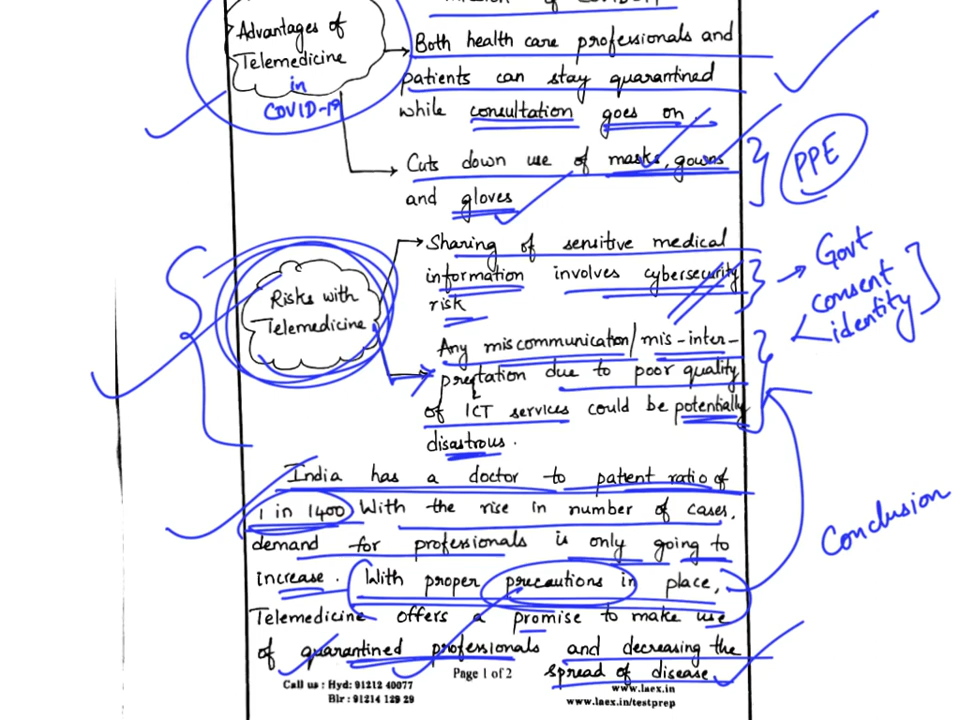 Advantages of
Telemedicine
in
COVID-19
Both health care professionals and
patients can stay quarantined
while consultation goes on.
Cuts down use of masks, gowns
and gloves
PPE
Sharing of sensitive medical
information involves cybersecurity
risk
Risks with
Telemedicine
Govt
consent
identity
Any miscommunication/mis-inter-
pretation due to poor quality
of ICT services could be potentially
disastrous.
India has a doctor to patient ratio of
1 in 1400 With the rise in number of cases,
demand for professionals is only going to
increase. With proper precautions in place,
Telemedicine offers a promise to make use
of quarantined professionals and decreasing the
spread of disease.
Conclusion
Page 1 of 2
Call us : Hyd: 91212 40077
Blr : 91214 129 29
www.laex.in
www.laex.in/testprep